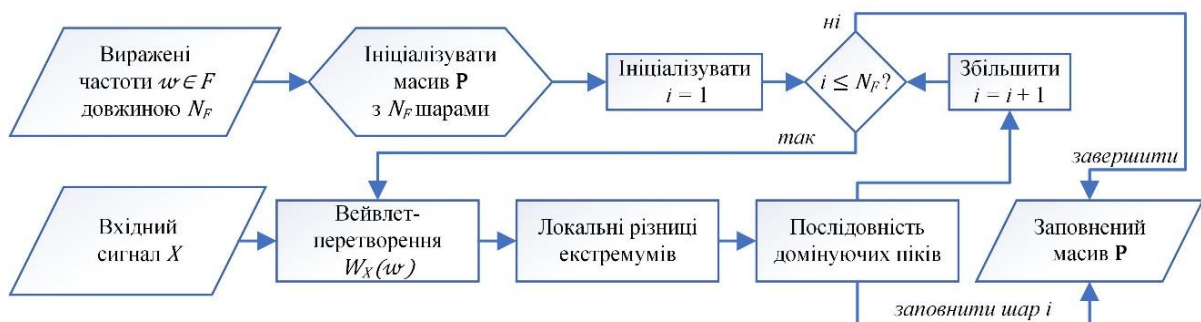 Виражені
частоти w ∈ F
довжиною N_F
Ініціалізувати
масив P
з N_F шарами
Ініціалізувати
i = 1
i ≤ N_F?
ні
Збільшити
i = i + 1
так
завершити
Вхідний
сигнал X
Вейвлет-
перетворення
W_X(w)
Локальні різниці
екстремумів
Послідовність
домінуючих піків
Заповнений
масив P
заповнити шар i